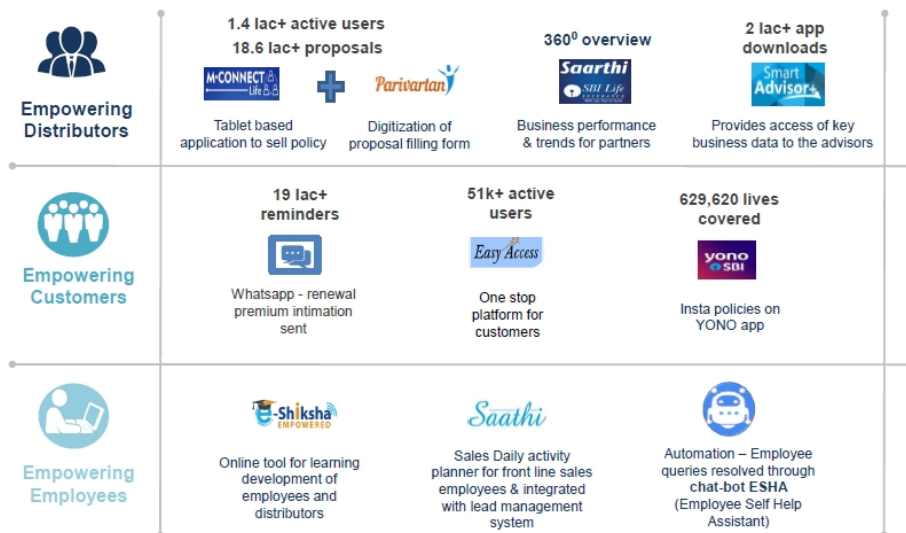 1.4 lac+ active users
18.6 lac+ proposals
M-CONNECT
Life
Parivartan
Tablet based
application to sell policy
Digitization of
proposal filling form
360⁰ overview
Saarthi
SBI Life
INSURANCE
Business performance
& trends for partners
2 lac+ app
downloads
Smart
Advisor+
Provides access of key
business data to the advisors
Empowering
Distributors
19 lac+
reminders
Whatsapp - renewal
premium intimation
sent
51k+ active
users
Easy Access
One stop
platform for
customers
629,620 lives
covered
yono
SBI
Insta policies on
YONO app
Empowering
Customers
e-Shiksha
EMPOWERED
Online tool for learning
development of
employees and
distributors
Saathi
Sales Daily activity
planner for front line sales
employees & integrated
with lead management
system
Automation – Employee
queries resolved through
chat-bot ESHA
(Employee Self Help
Assistant)
Empowering
Employees